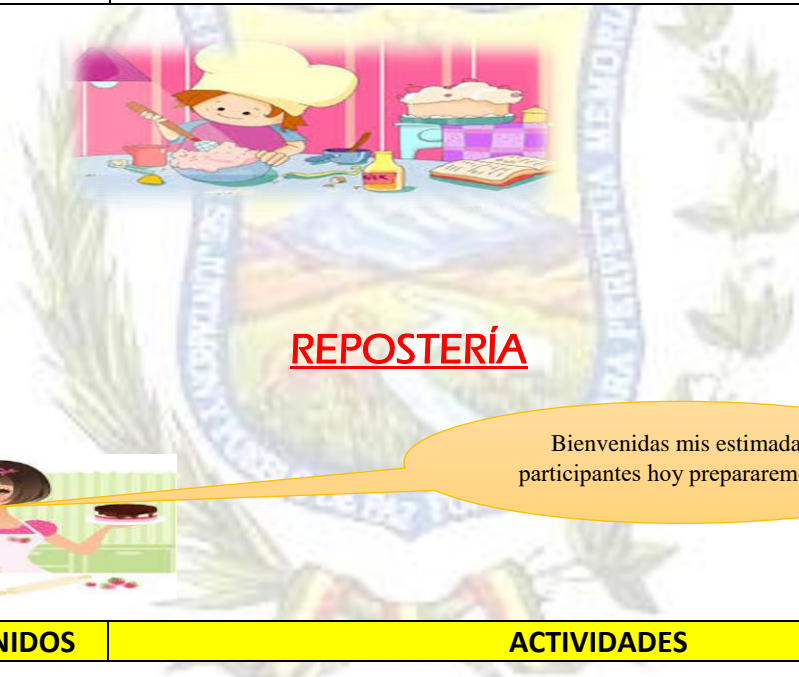 REPOSTERÍA
Bienvenidas mis estimada
participantes hoy prepararem
NIDOS ACTIVIDADES